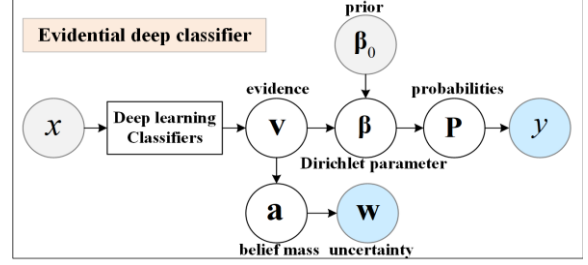 prior
Evidential deep classifier
β₀
evidence
probabilities
x
Deep learning
Classifiers
v
β
P
y
Dirichlet parameter
a
w
belief mass
uncertainty